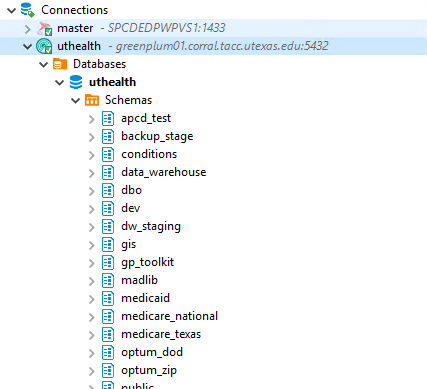 Connections
master - SPCDEDPWPVS1:1433
uthealth - greenplum01.corral.tacc.utexas.edu:5432
Databases
uthealth
Schemas
apcd_test
backup_stage
conditions
data_warehouse
dbo
dev
dw_staging
gis
gp_toolkit
madlib
medicaid
medicare_national
medicare_texas
optum_dod
optum_zip
public